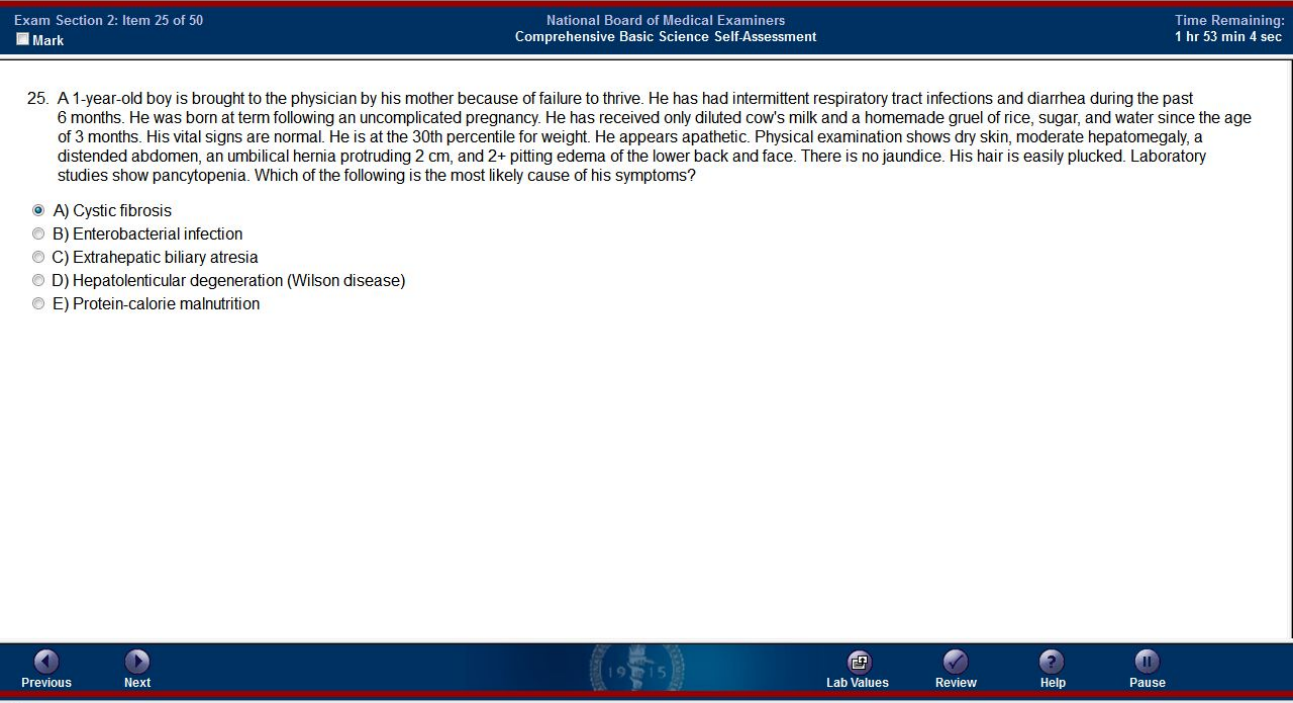 Exam Section 2: Item 25 of 50
National Board of Medical Examiners
Time Remaining:
Mark
Comprehensive Basic Science Self-Assessment
1 hr 53 min 4 sec
25. A 1-year-old boy is brought to the physician by his mother because of failure to thrive. He has had intermittent respiratory tract infections and diarrhea during the past
6 months. He was born at term following an uncomplicated pregnancy. He has received only diluted cow's milk and a homemade gruel of rice, sugar, and water since the age
of 3 months. His vital signs are normal. He is at the 30th percentile for weight. He appears apathetic. Physical examination shows dry skin, moderate hepatomegaly, a
distended abdomen, an umbilical hernia protruding 2 cm, and 2+ pitting edema of the lower back and face. There is no jaundice. His hair is easily plucked. Laboratory
studies show pancytopenia. Which of the following is the most likely cause of his symptoms?
A) Cystic fibrosis
B) Enterobacterial infection
C) Extrahepatic biliary atresia
D) Hepatolenticular degeneration (Wilson disease)
E) Protein-calorie malnutrition
1915
Previous
Next
Lab Values
Review
Help
Pause